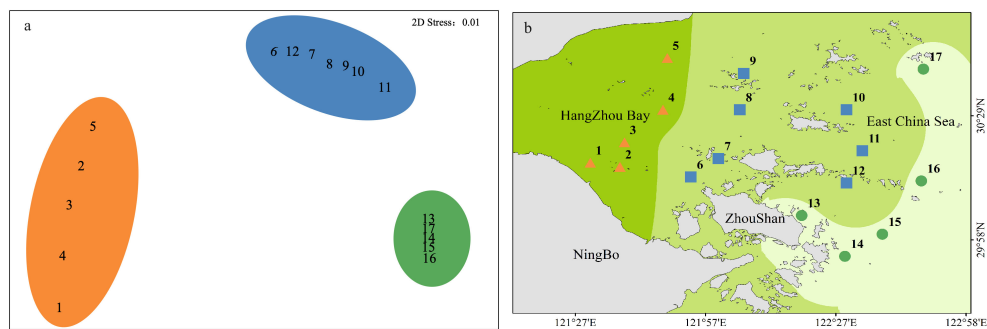 a
2D Stress: 0.01
6 12 7 8 9 10 11
5
2
3
4
1
13
17
14
15
16
b
17
5
9
4
8
10
HangZhou Bay
East China Sea
3
11
1
2
7
6
12
16
13
ZhouShan
15
14
NingBo
30°29'N
29°58'N
121°27'E
121°57'E
122°27'E
122°58'E